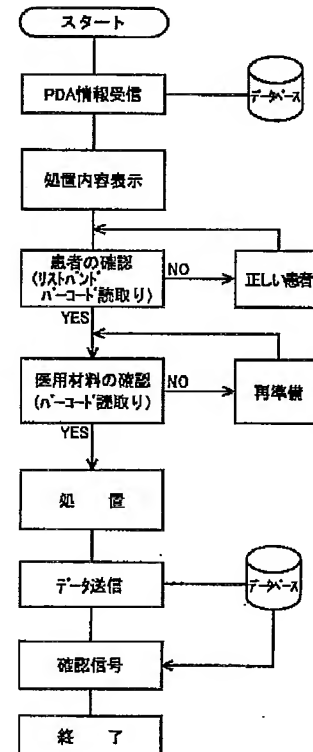 スタート
PDA情報受信
データベース
処置内容表示
患者の確認
(リストバンド
バーコード読取り)
NO
正しい患者
YES
医用材料の確認
(バーコード読取り)
NO
再準備
YES
処 置
データ送信
データベース
確認信号
終 了